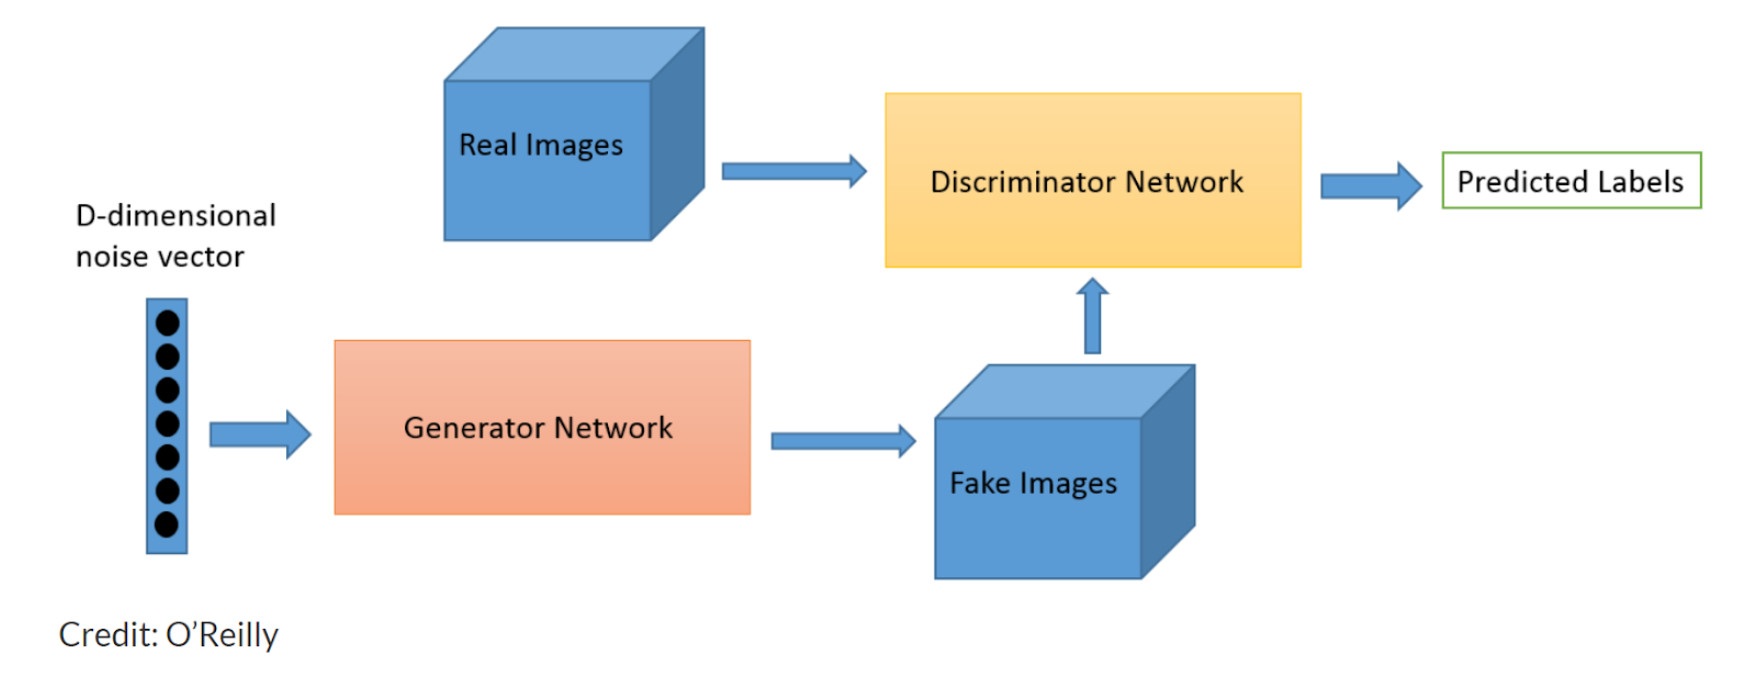 Real Images
Discriminator Network
Predicted Labels
D-dimensional
noise vector
Generator Network
Fake Images
Credit: O’Reilly